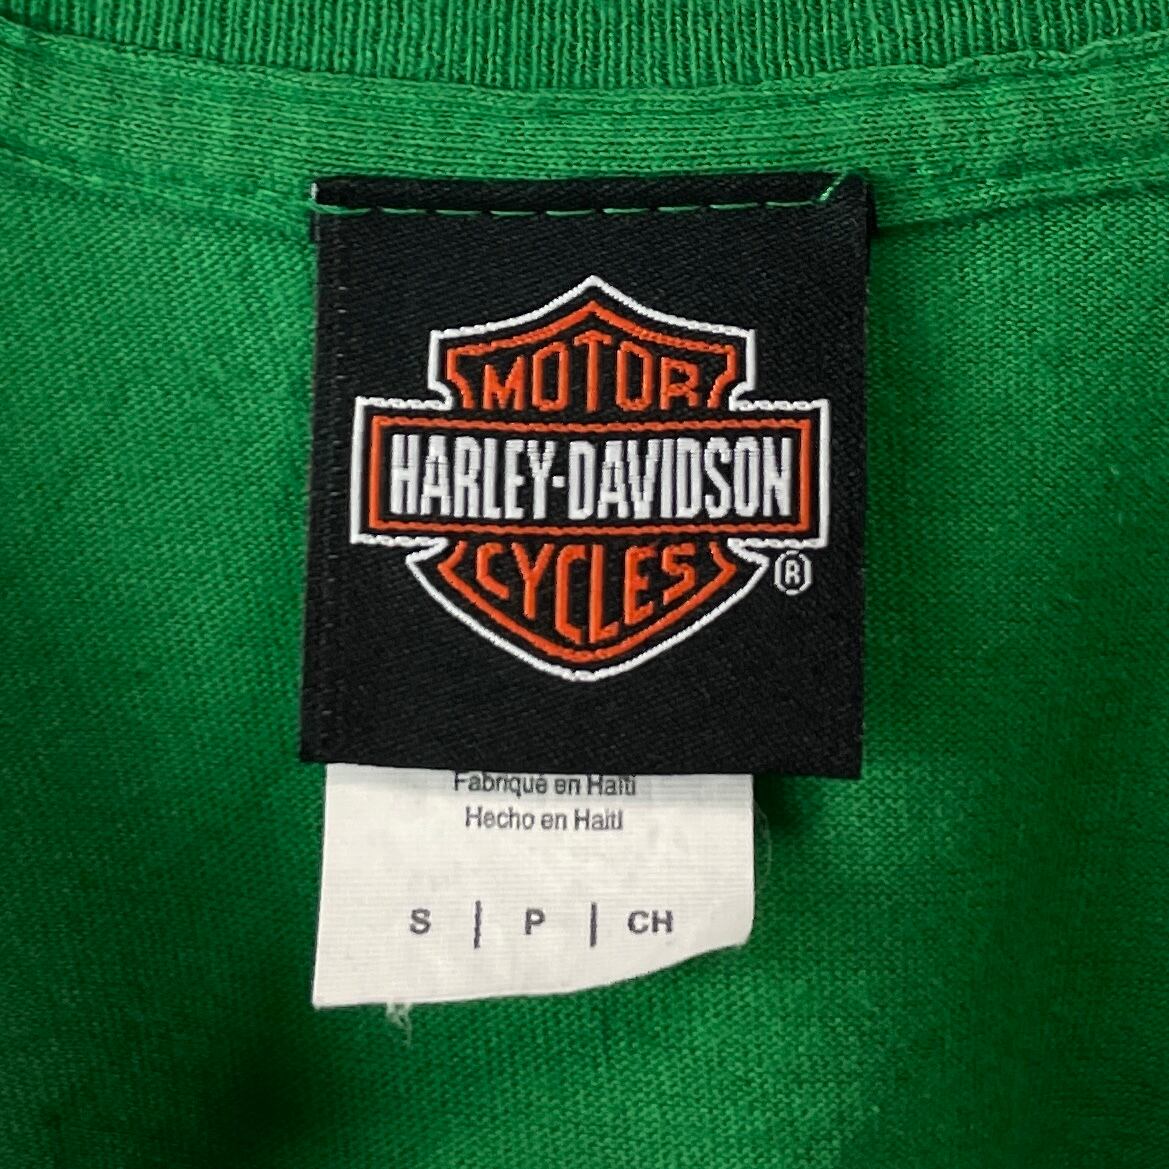 MOTOR
HARLEY-DAVIDSON
CYCLES
®
Fabriqué en Haïti
Hecho en Haití
S | P | CH